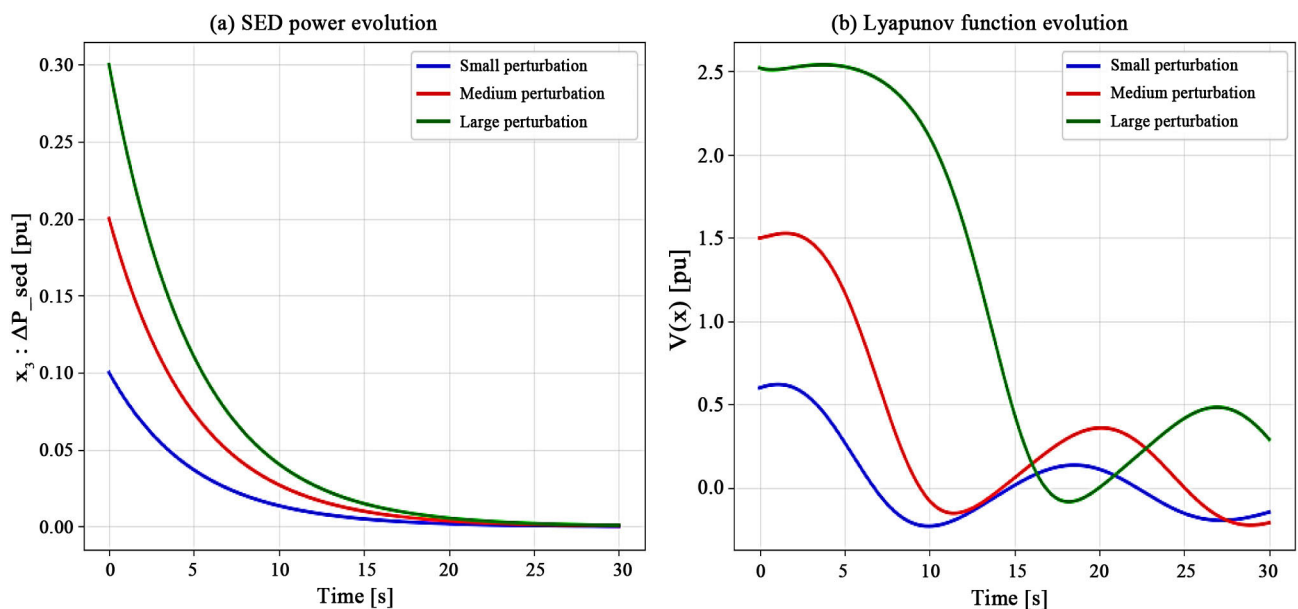 (a) SED power evolution
Small perturbation
Medium perturbation
Large perturbation
0.30
0.25
0.20
0.15
0.10
0.05
0.00
x_3 : ΔP_sed [pu]
0 5 10 15 20 25 30
Time [s]
(b) Lyapunov function evolution
Small perturbation
Medium perturbation
Large perturbation
2.5
2.0
1.5
1.0
0.5
0.0
V(x) [pu]
0 5 10 15 20 25 30
Time [s]